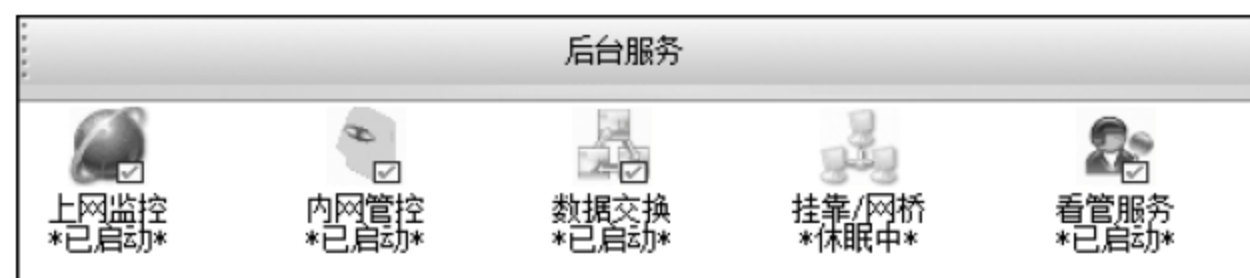 后台服务
上网监控 内网管控 数据交换 挂靠/网桥 看管服务
*已启动* *已启动* *已启动* *休眠中* *已启动*